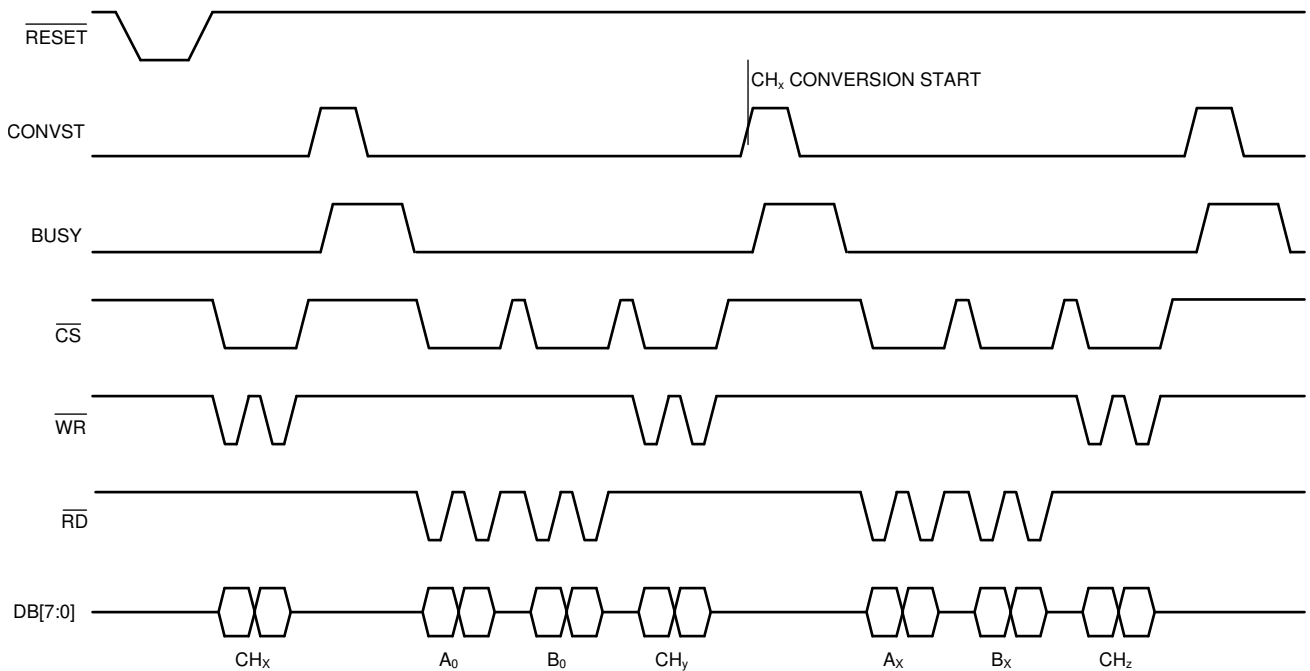 RESET
CHₓ CONVERSION START
CONVST
BUSY
CS
WR
RD
DB[7:0]
CHX A0 B0 CHy AX BX CHz